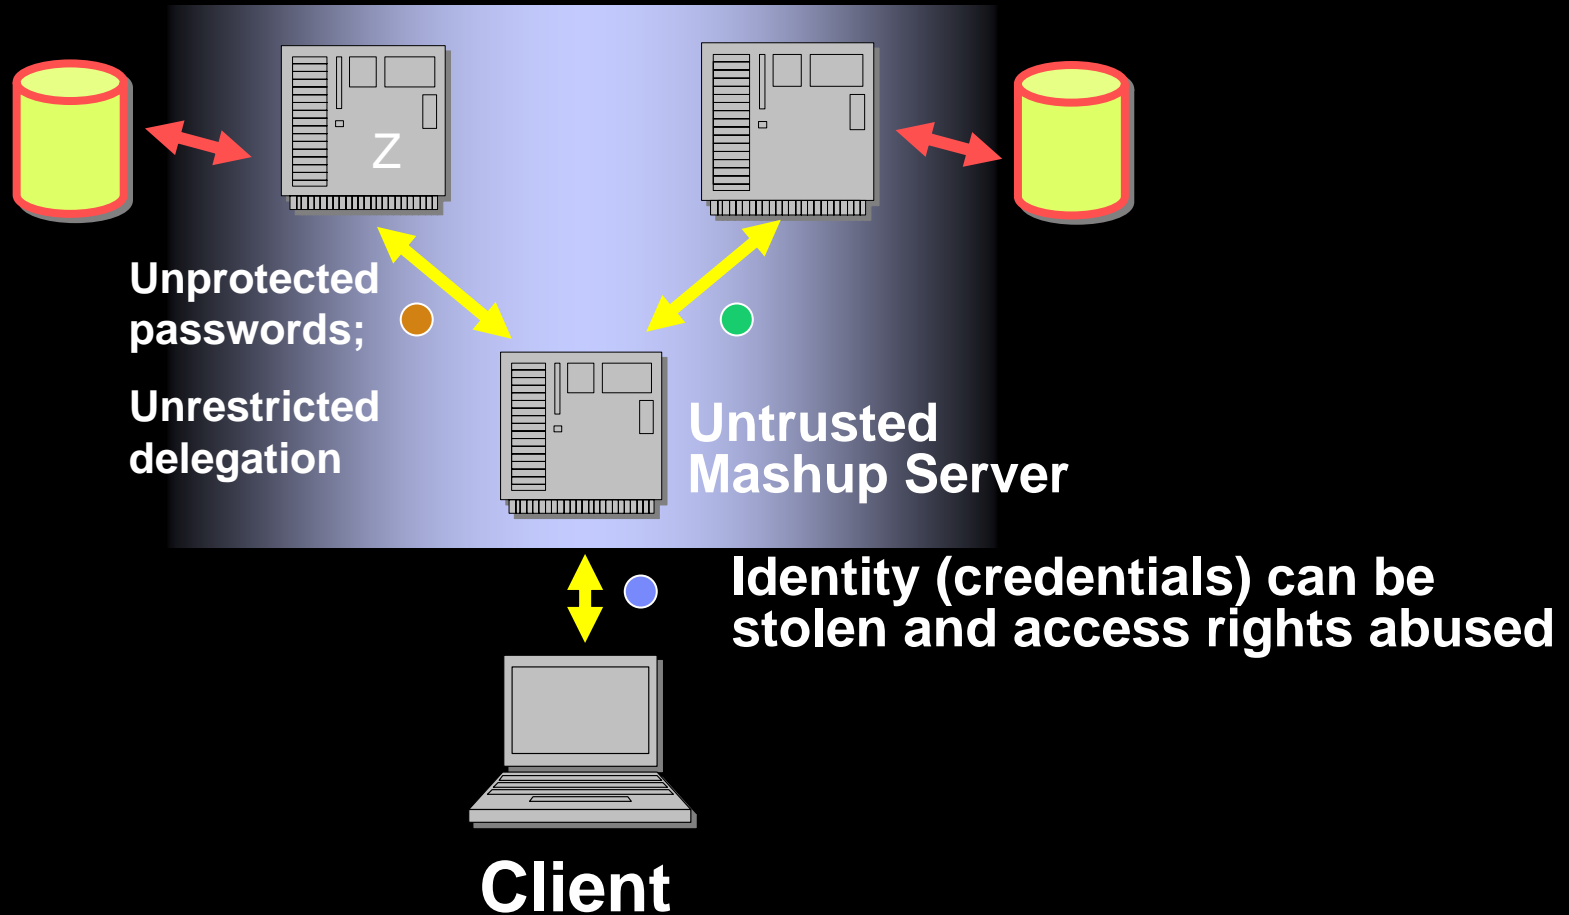 Z
Unprotected
passwords;
Unrestricted
delegation
Untrusted
Mashup Server
Identity (credentials) can be
stolen and access rights abused
Client